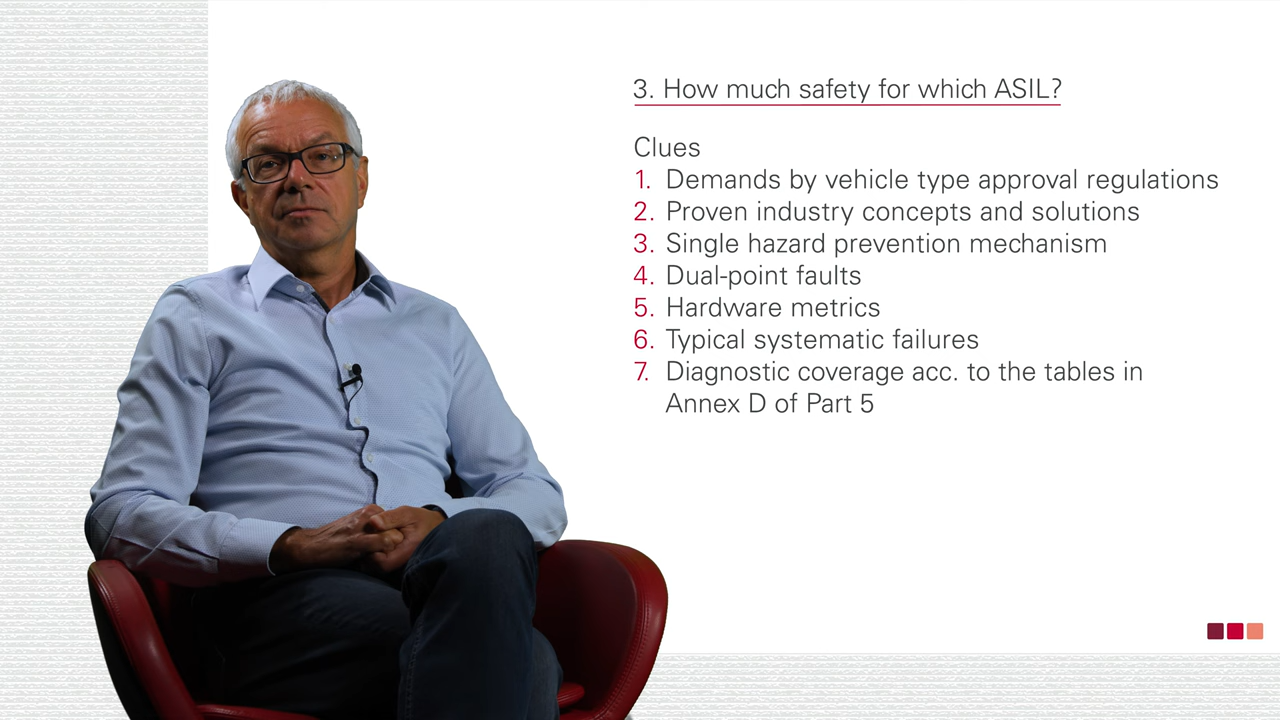 3. How much safety for which ASIL?
Clues
1. Demands by vehicle type approval regulations
2. Proven industry concepts and solutions
3. Single hazard prevention mechanism
4. Dual-point faults
5. Hardware metrics
6. Typical systematic failures
7. Diagnostic coverage acc. to the tables in
Annex D of Part 5